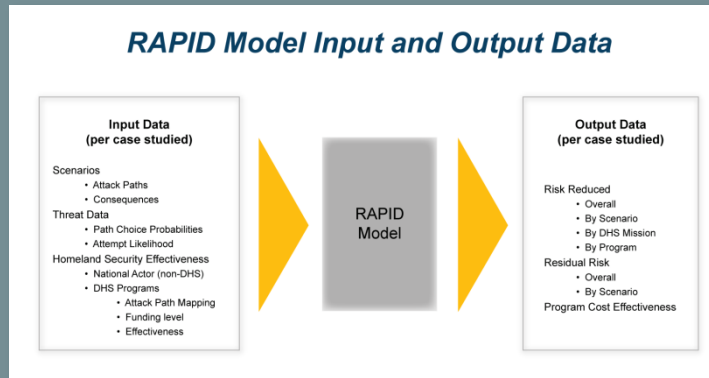 RAPID Model Input and Output Data
Input Data
(per case studied)
Scenarios
• Attack Paths
• Consequences
Threat Data
• Path Choice Probabilities
• Attempt Likelihood
Homeland Security Effectiveness
• National Actor (non-DHS)
• DHS Programs
• Attack Path Mapping
• Funding level
• Effectiveness
RAPID
Model
Output Data
(per case studied)
Risk Reduced
• Overall
• By Scenario
• By DHS Mission
• By Program
Residual Risk
• Overall
• By Scenario
Program Cost Effectiveness